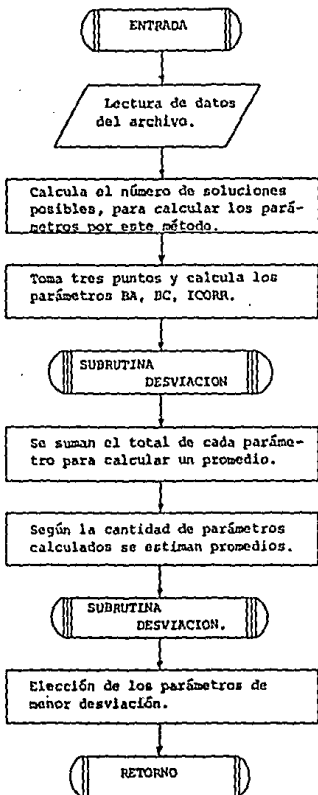 ENTRADA
Lectura de datos
del archivo.
Calcula el número de soluciones
posibles, para calcular los pará-
metros por este método.
Toma tres puntos y calcula los
parámetros BA, BC, ICORR.
SUBRUTINA
DESVIACION
Se suman el total de cada paráme-
tro para calcular un promedio.
Según la cantidad de parámetros
calculados se estiman promedios.
SUBRUTINA
DESVIACION.
Elección de los parámetros de
menor desviación.
RETORNO